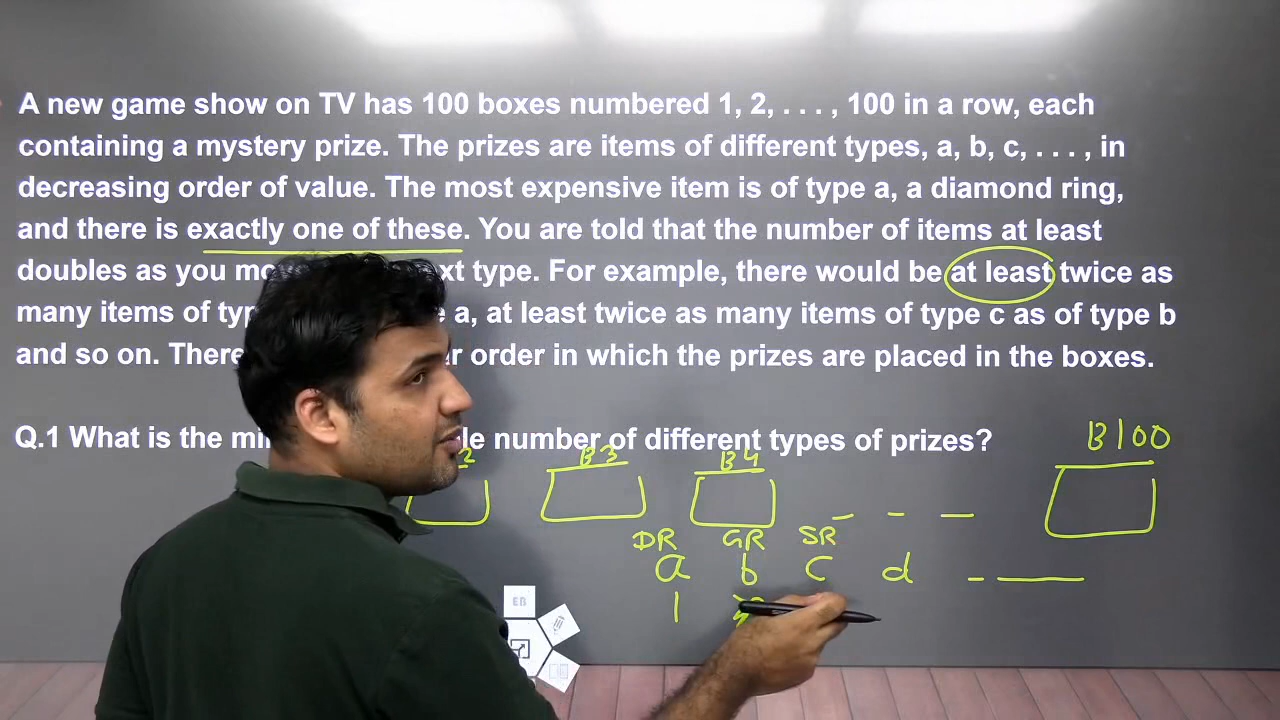 A new game show on TV has 100 boxes numbered 1, 2, . . . , 100 in a row, each
containing a mystery prize. The prizes are items of different types, a, b, c, . . . , in
decreasing order of value. The most expensive item is of type a, a diamond ring,
and there is exactly one of these. You are told that the number of items at least
doubles as you xt type. For example, there would be at least twice as
many items of a, at least twice as many items of type c as of type b
and so on. There order in which the prizes are placed in the boxes.
Q.1 What is the number of different types of prizes?
B3 B4 B100
DR GR SR
a b c d
1
EB